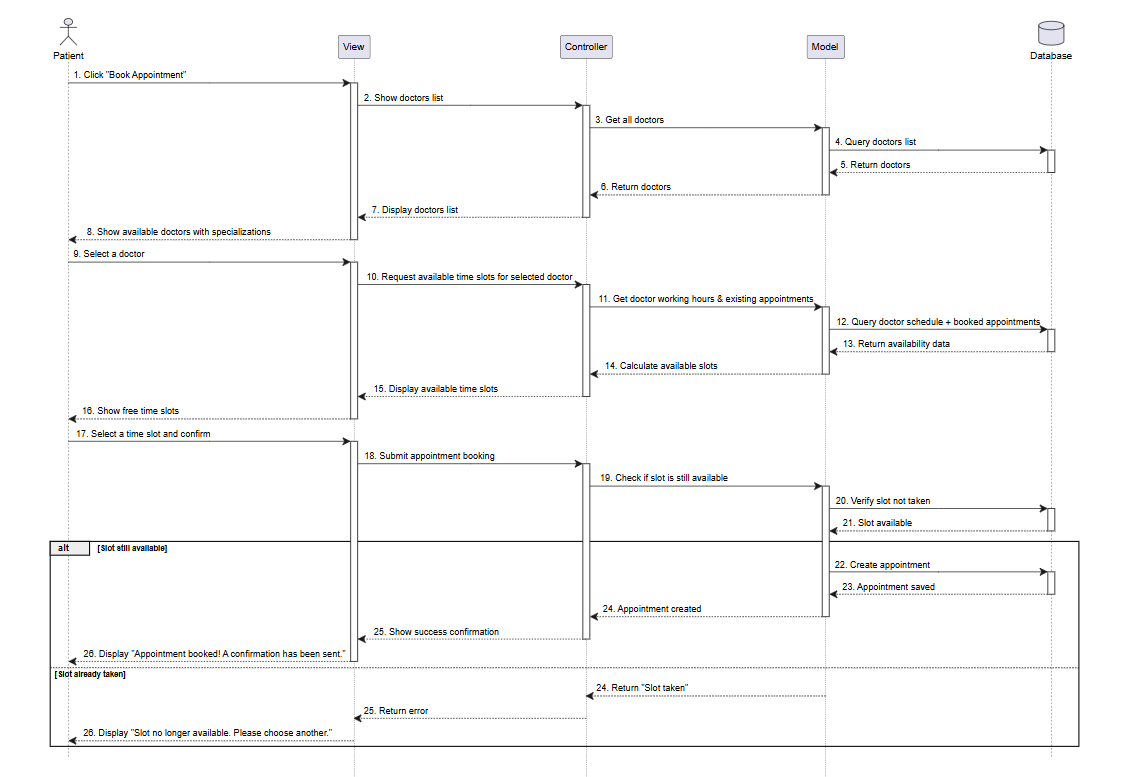 Patient
View
Controller
Model
Database
1. Click "Book Appointment"
2. Show doctors list
3. Get all doctors
4. Query doctors list
5. Return doctors
6. Return doctors
7. Display doctors list
8. Show available doctors with specializations
9. Select a doctor
10. Request available time slots for selected doctor
11. Get doctor working hours & existing appointments
12. Query doctor schedule + booked appointments
13. Return availability data
14. Calculate available slots
15. Display available time slots
16. Show free time slots
17. Select a time slot and confirm
18. Submit appointment booking
19. Check if slot is still available
20. Verify slot not taken
21. Slot available
alt
[Slot still available]
22. Create appointment
23. Appointment saved
24. Appointment created
25. Show success confirmation
26. Display "Appointment booked! A confirmation has been sent."
[Slot already taken]
24. Return "Slot taken"
25. Return error
26. Display "Slot no longer available. Please choose another."